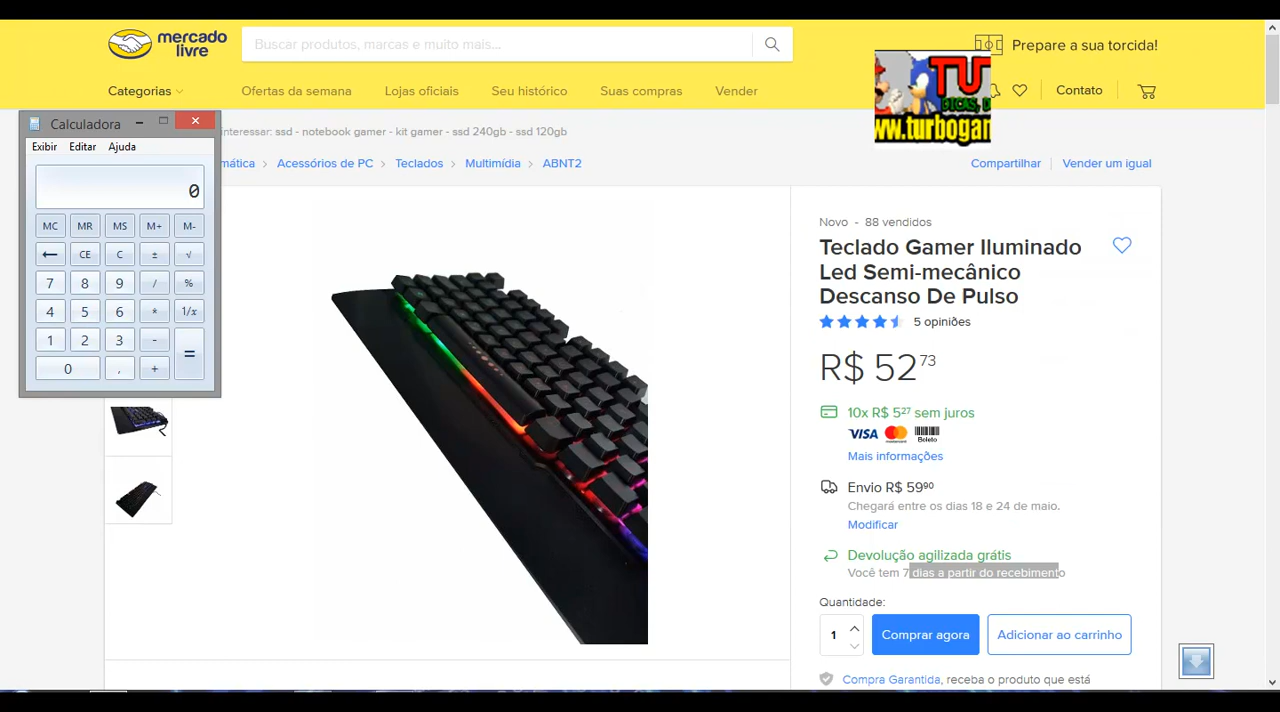 mercado
livre
Buscar produtos, marcas e muito mais...
Prepare a sua torcida!
Categorias
Ofertas da semana
Lojas oficiais
Seu histórico
Suas compras
Vender
TU
DICAS, D
ww.turbogan
Contato
Calculadora
Exibir Editar Ajuda
0
MC MR MS M+ M-
← CE C ± √
7 8 9 / %
4 5 6 * 1/x
1 2 3 - =
0 , +
interessar: ssd - notebook gamer - kit gamer - ssd 240gb - ssd 120gb
mática > Acessórios de PC > Teclados > Multimídia > ABNT2
Compartilhar
Vender um igual
Novo - 88 vendidos
Teclado Gamer Iluminado
Led Semi-mecânico
Descanso De Pulso
5 opiniões
R$ 52 73
10x R$ 5 27 sem juros
VISA
mastercard
Boleto
Mais informações
Envio R$ 59 90
Chegará entre os dias 18 e 24 de maio.
Modificar
Devolução agilizada grátis
Você tem 7 dias a partir do recebimento
Quantidade:
1
Comprar agora
Adicionar ao carrinho
Compra Garantida, receba o produto que está